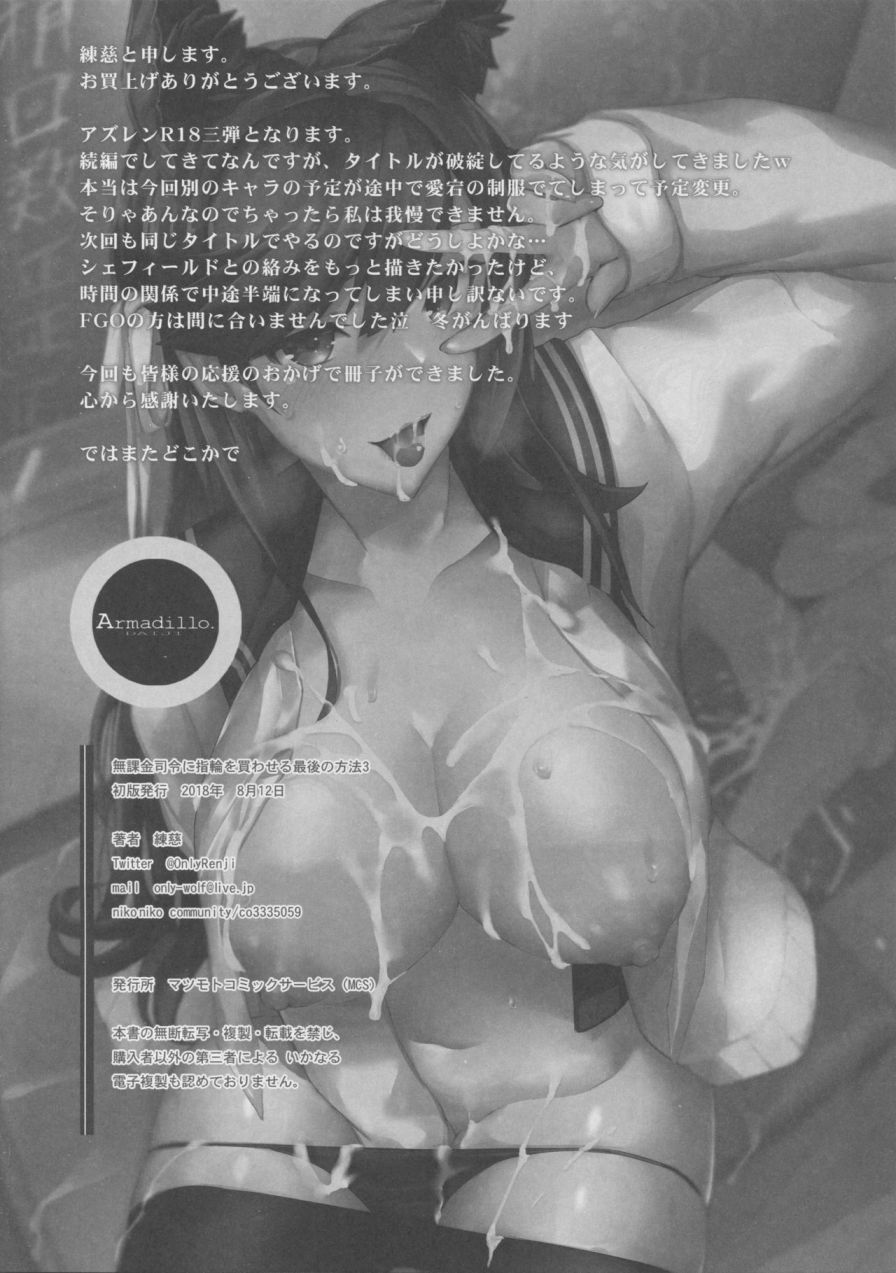 練慈と申します。
お買上げありがとうございます。
アズレンR18三弾となります。
続編でしてきてなんですが、タイトルが破綻してるような気がしてきましたw
本当は今回別のキャラの予定が途中で愛宕の制服でてしまって予定変更。
そりゃあんなのでちゃったら私は我慢できません。
次回も同じタイトルでやるのですがどうしよかな…
シェフィールドとの絡みをもっと描きたかったけど、
時間の関係で中途半端になってしまい申し訳ないです。
FGOの方は間に合いませんでした泣　冬がんばります
今回も皆様の応援のおかげで冊子ができました。
心から感謝いたします。
ではまたどこかで
Armadillo.
DAIJI
無課金司令に指輪を買わせる最後の方法3
初版発行　2018年　8月12日
著者　練慈
Twitter　@OnlyRenji
mail　only-wolf@live.jp
nikoniko community/co3335059
発行所　マツモトコミックサービス（MCS）
本書の無断転写・複製・転載を禁じ、
購入者以外の第三者による いかなる
電子複製も認めておりません。